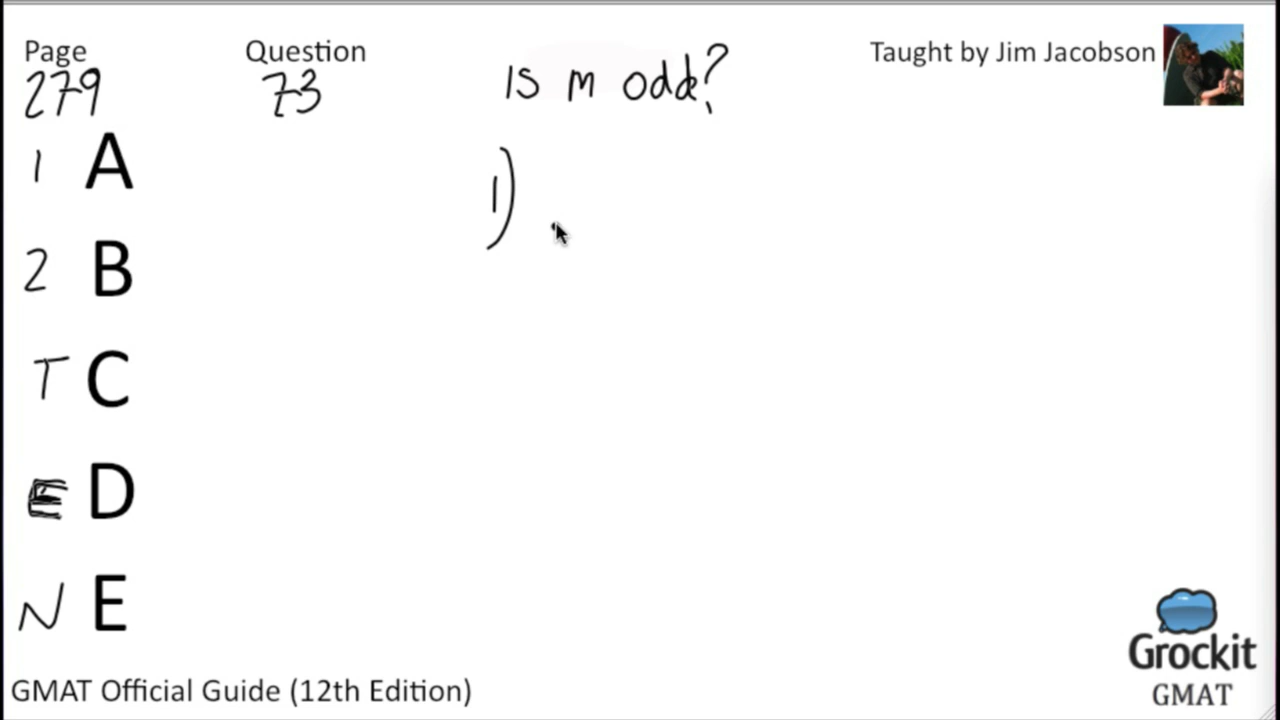 Page Question Is m odd? Taught by Jim Jacobson
279 73
1 A 1)
2 B
T C
E D
N E
GMAT Official Guide (12th Edition)
Grockit
GMAT